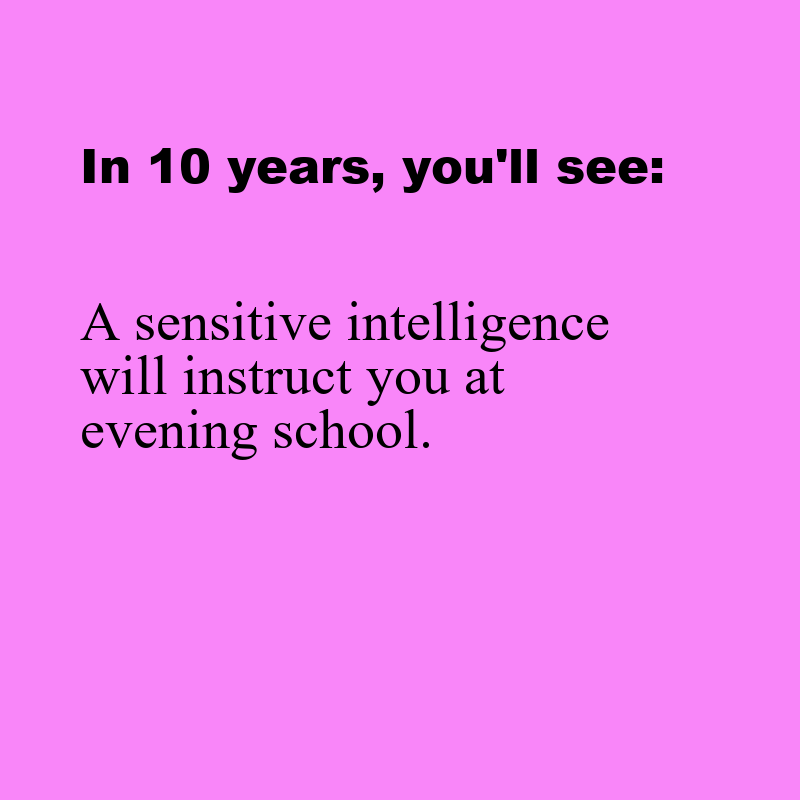 In 10 years, you'll see:
A sensitive intelligence
will instruct you at
evening school.